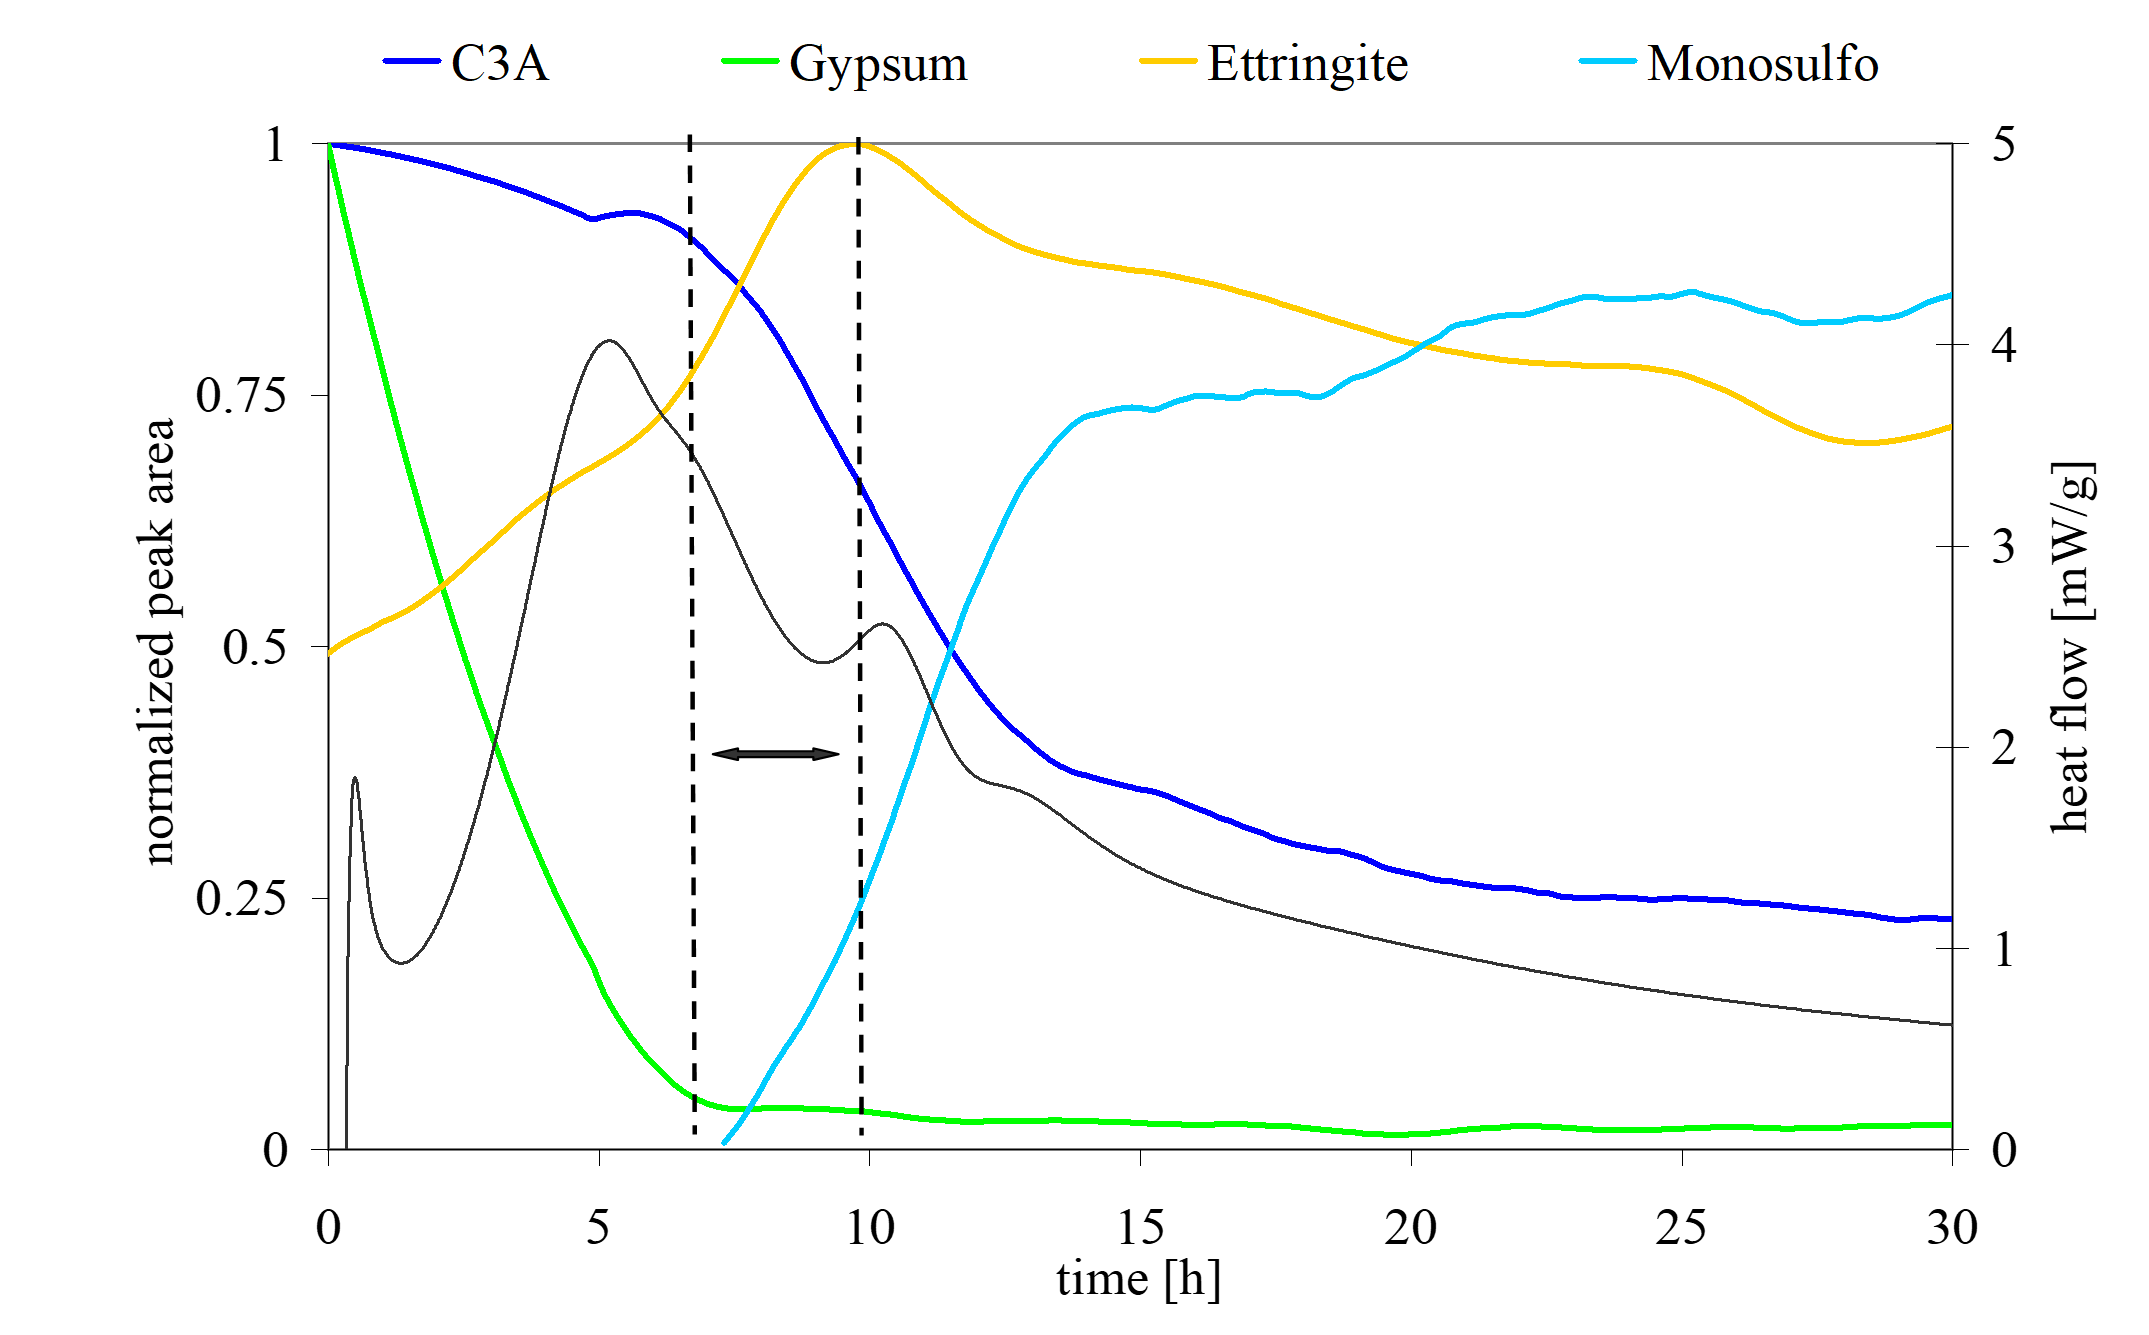 C3A Gypsum Ettringite Monosulfo
1 5
0.75 4
0.5 3
0.25 2
0 1
0
normalized peak area
heat flow [mW/g]
0 5 10 15 20 25 30
time [h]